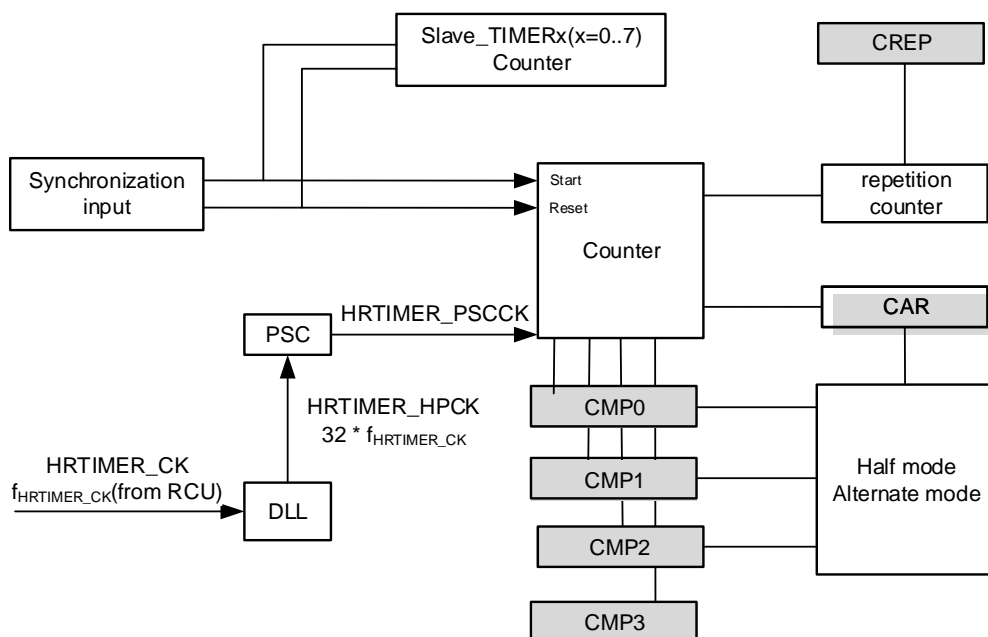 Slave_TIMERx(x=0..7)
Counter
CREP
Synchronization
input
Start
Reset
Counter
repetition
counter
HRTIMER_PSCCK
PSC
CAR
HRTIMER_HPCK
32 * fHRTIMER_CK
CMP0
HRTIMER_CK
fHRTIMER_CK(from RCU)
DLL
CMP1
Half mode
Alternate mode
CMP2
CMP3